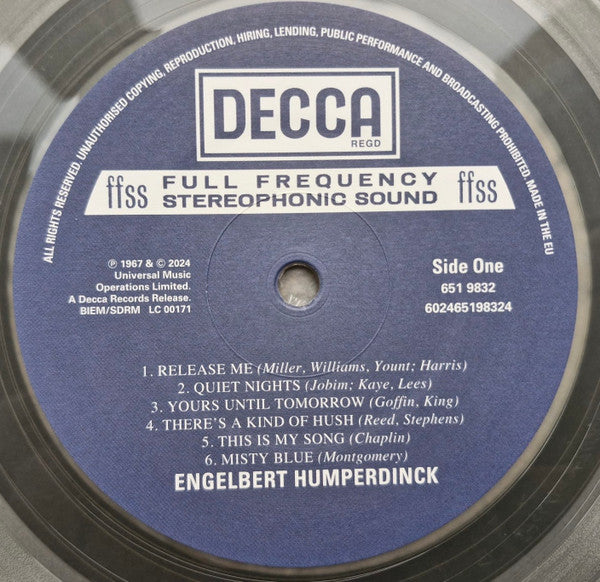 ALL RIGHTS RESERVED. UNAUTHORISED COPYING, REPRODUCTION, HIRING, LENDING, PUBLIC PERFORMANCE AND BROADCASTING PROHIBITED. MADE IN THE EU
DECCA
REGD
ffss FULL FREQUENCY STEREOPHONIC SOUND ffss
℗ 1967 & © 2024
Universal Music
Operations Limited.
A Decca Records Release.
BIEM/SDRM LC 00171
Side One
651 9832
602465198324
1. RELEASE ME (Miller, Williams, Yount; Harris)
2. QUIET NIGHTS (Jobim; Kaye, Lees)
3. YOURS UNTIL TOMORROW (Goffin, King)
4. THERE'S A KIND OF HUSH (Reed, Stephens)
5. THIS IS MY SONG (Chaplin)
6. MISTY BLUE (Montgomery)
ENGELBERT HUMPERDINCK